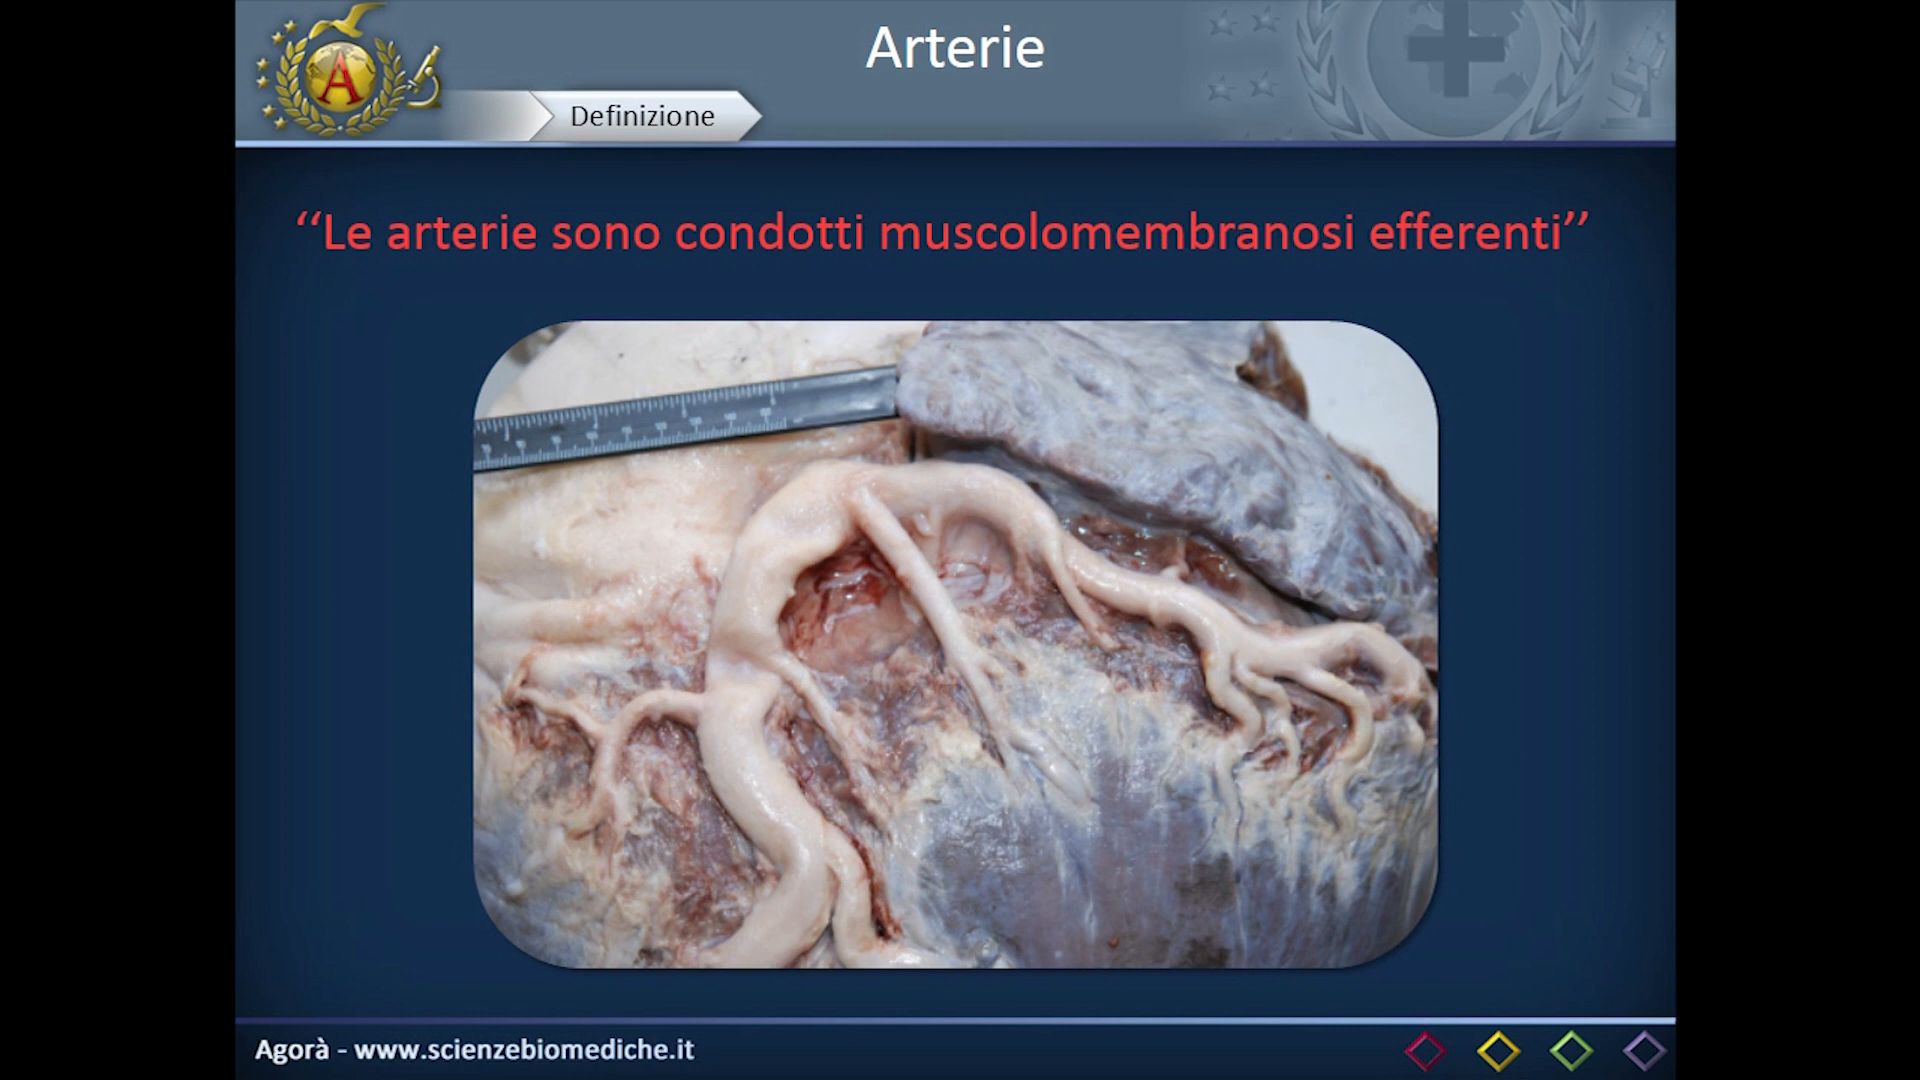 A
Arterie
Definizione
‘‘Le arterie sono condotti muscolomembranosi efferenti’’
Agorà - www.scienzebiomediche.it